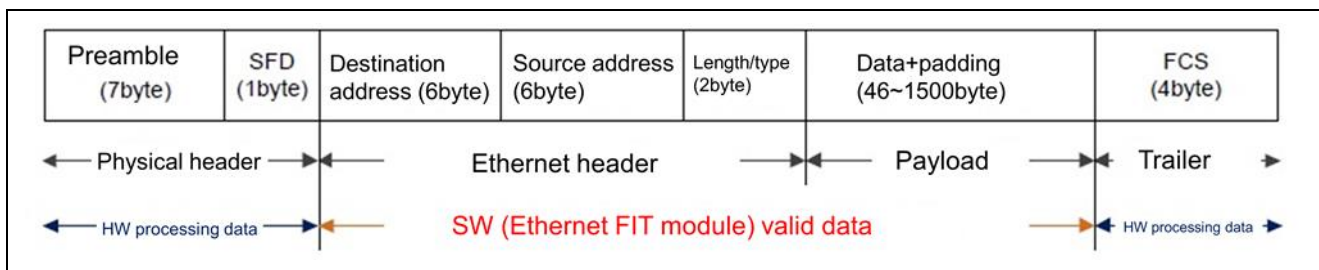 Preamble
(7byte)
SFD
(1byte)
Destination
address (6byte)
Source address
(6byte)
Length/type
(2byte)
Data+padding
(46~1500byte)
FCS
(4byte)
Physical header
Ethernet header
Payload
Trailer
HW processing data
SW (Ethernet FIT module) valid data
HW processing data